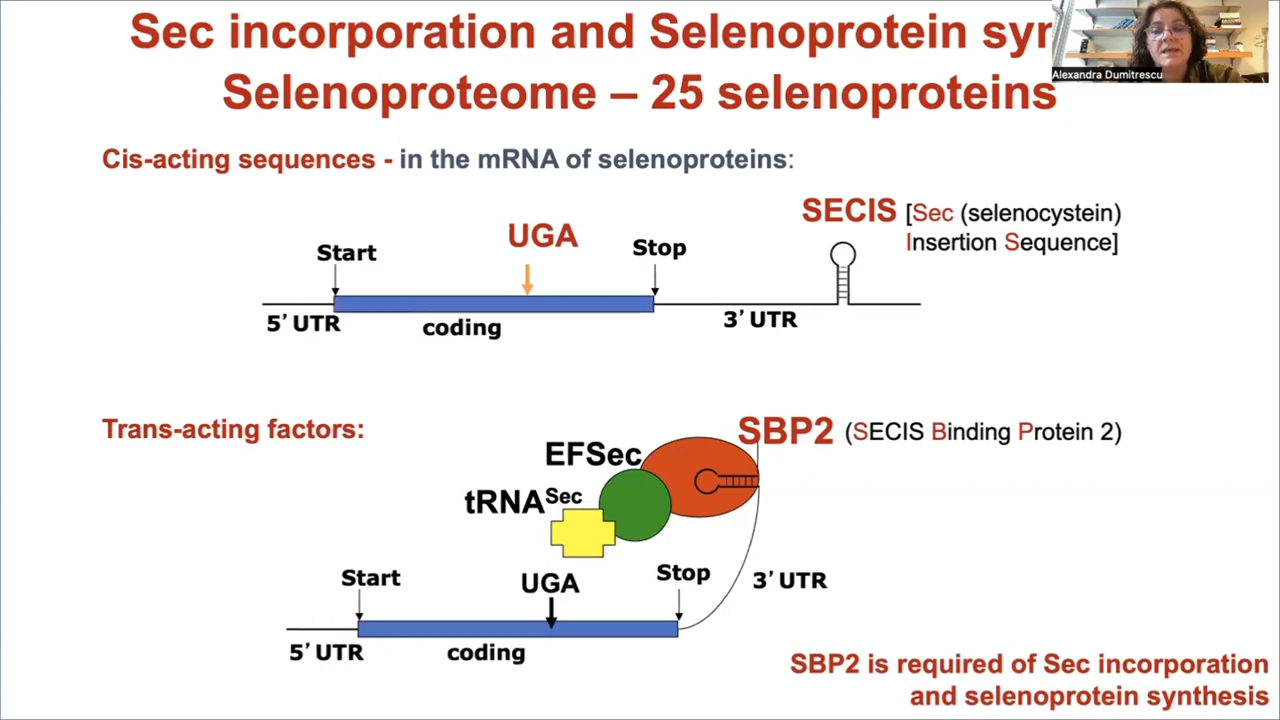 Sec incorporation and Selenoprotein syn
Selenoproteome – 25 selenoproteins
Alexandra Dumitrescu
Cis-acting sequences - in the mRNA of selenoproteins:
SECIS [Sec (selenocystein)
Insertion Sequence]
UGA
Start
Stop
5' UTR
coding
3' UTR
Trans-acting factors:
SBP2 (SECIS Binding Protein 2)
EFSec
tRNASec
Start
UGA
Stop
3' UTR
5' UTR
coding
SBP2 is required of Sec incorporation
and selenoprotein synthesis